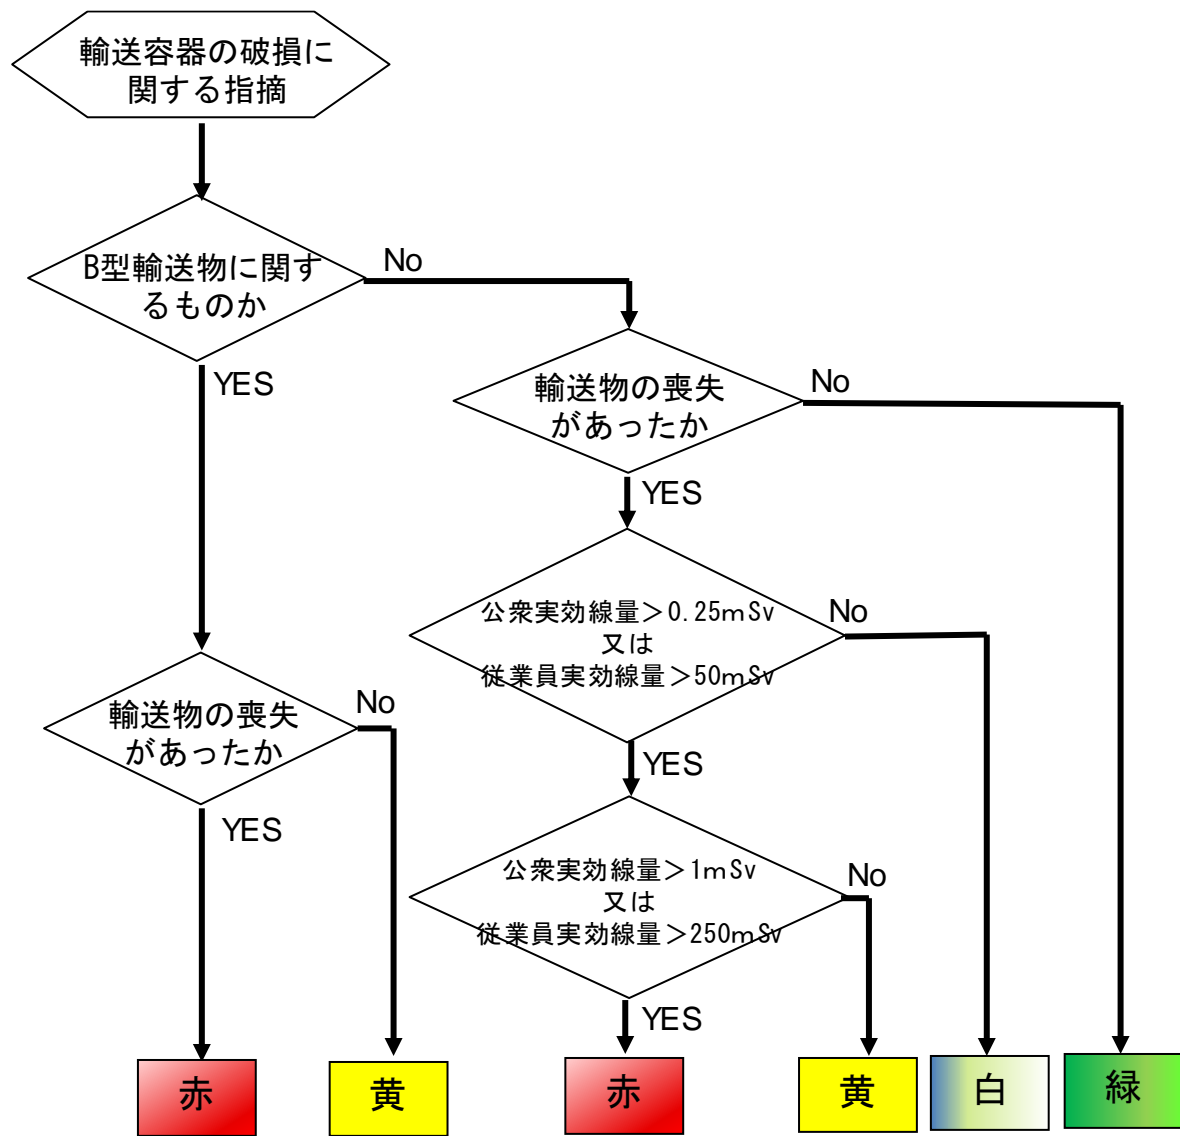 輸送容器の破損に
関する指摘
B型輸送物に関す
るものか
No
YES
輸送物の喪失
があったか
No
YES
公衆実効線量＞0.25mSv
又は
従業員実効線量＞50mSv
No
YES
輸送物の喪失
があったか
No
YES
公衆実効線量＞1mSv
又は
従業員実効線量＞250mSv
No
YES
赤
黄
赤
黄
白
緑